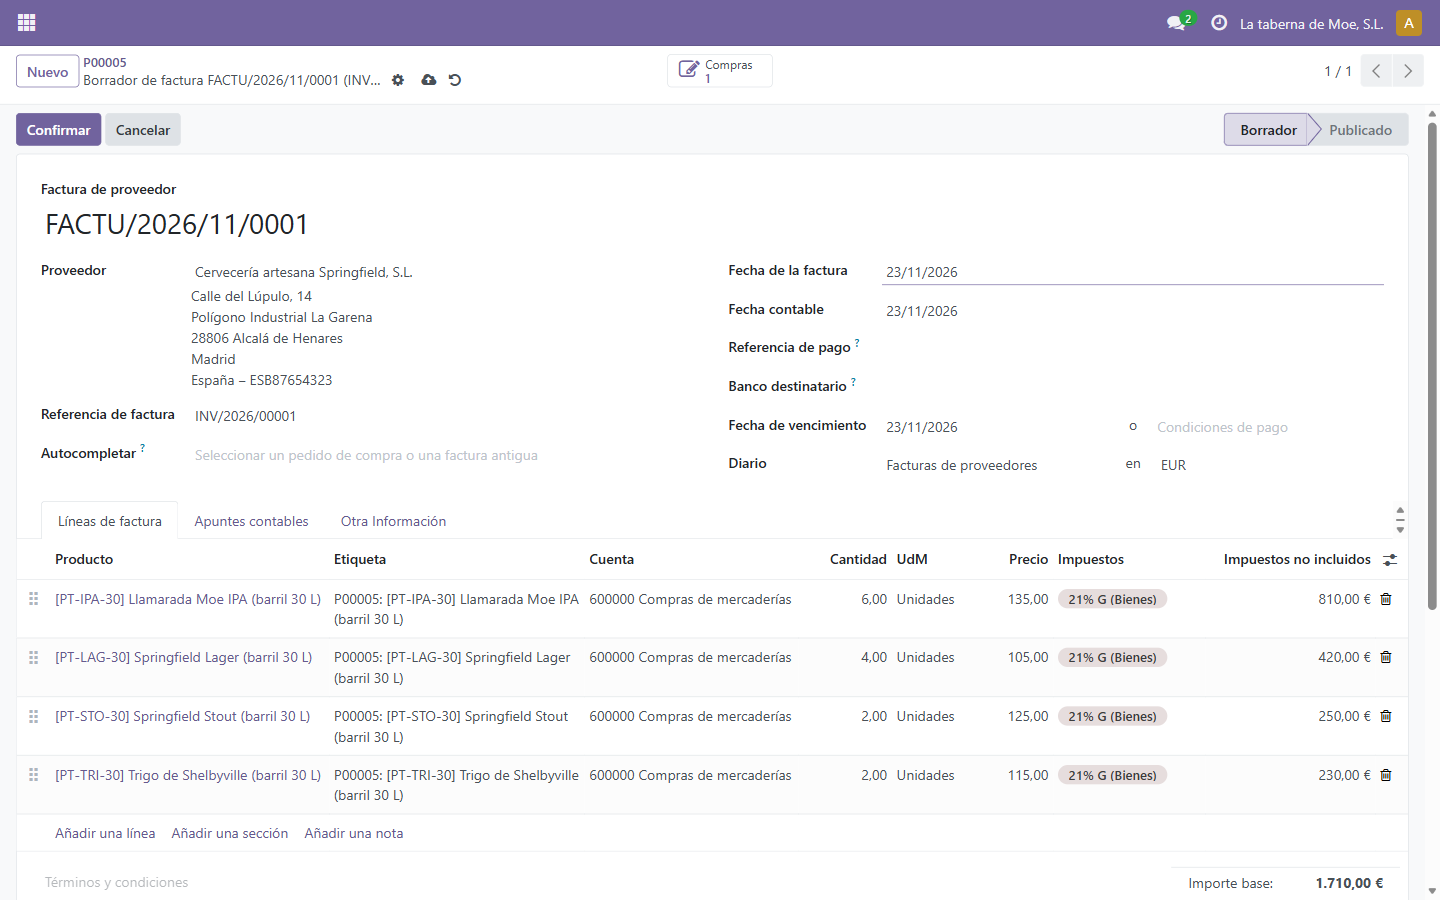 2
La taberna de Moe, S.L.
A
Nuevo
P00005
Borrador de factura FACTU/2026/11/0001 (INV...
Compras
1
1 / 1
Confirmar
Cancelar
Borrador
Publicado
Factura de proveedor
FACTU/2026/11/0001
Proveedor
Cervecería artesana Springfield, S.L.
Calle del Lúpulo, 14
Polígono Industrial La Garena
28806 Alcalá de Henares
Madrid
España – ESB87654323
Referencia de factura
INV/2026/00001
Autocompletar ?
Seleccionar un pedido de compra o una factura antigua
Fecha de la factura
23/11/2026
Fecha contable
23/11/2026
Referencia de pago ?
Banco destinatario ?
Fecha de vencimiento
23/11/2026
o
Condiciones de pago
Diario
Facturas de proveedores
en
EUR
Líneas de factura
Apuntes contables
Otra Información
Producto Etiqueta Cuenta Cantidad UdM Precio Impuestos Impuestos no incluidos
[PT-IPA-30] Llamarada Moe IPA (barril 30 L) P00005: [PT-IPA-30] Llamarada Moe IPA 600000 Compras de mercaderías 6,00 Unidades 135,00 21% G (Bienes) 810,00 €
(barril 30 L)
[PT-LAG-30] Springfield Lager (barril 30 L) P00005: [PT-LAG-30] Springfield Lager 600000 Compras de mercaderías 4,00 Unidades 105,00 21% G (Bienes) 420,00 €
(barril 30 L)
[PT-STO-30] Springfield Stout (barril 30 L) P00005: [PT-STO-30] Springfield Stout 600000 Compras de mercaderías 2,00 Unidades 125,00 21% G (Bienes) 250,00 €
(barril 30 L)
[PT-TRI-30] Trigo de Shelbyville (barril 30 L) P00005: [PT-TRI-30] Trigo de Shelbyville 600000 Compras de mercaderías 2,00 Unidades 115,00 21% G (Bienes) 230,00 €
(barril 30 L)
Añadir una línea Añadir una sección Añadir una nota
Términos y condiciones
Importe base: 1.710,00 €